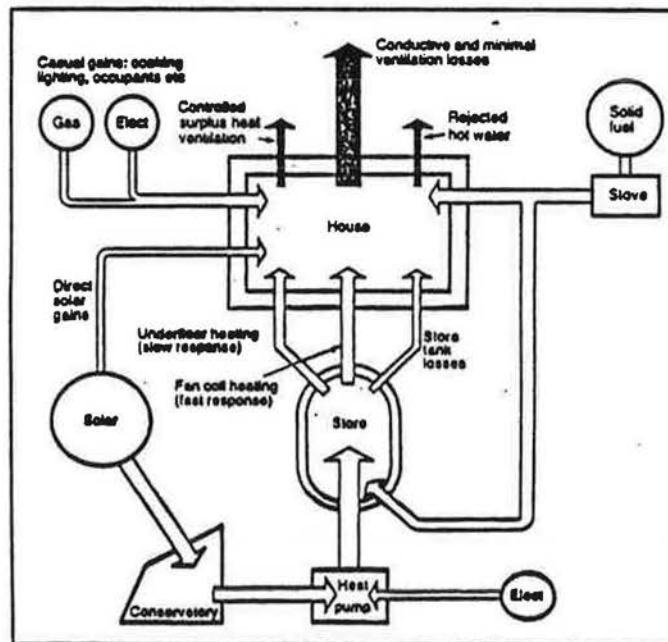 Conductive and minimal
ventilation losses
Casual gains: cooking
lighting, occupants etc
Gas
Elect
Controlled
surplus heat
ventilation
Rejected
hot water
Solid
fuel
Stove
House
Direct
solar
gains
Underfloor heating
(slow response)
Fan coil heating
(fast response)
Store
tank
losses
Solar
Store
Conservatory
Heat
pump
Elect